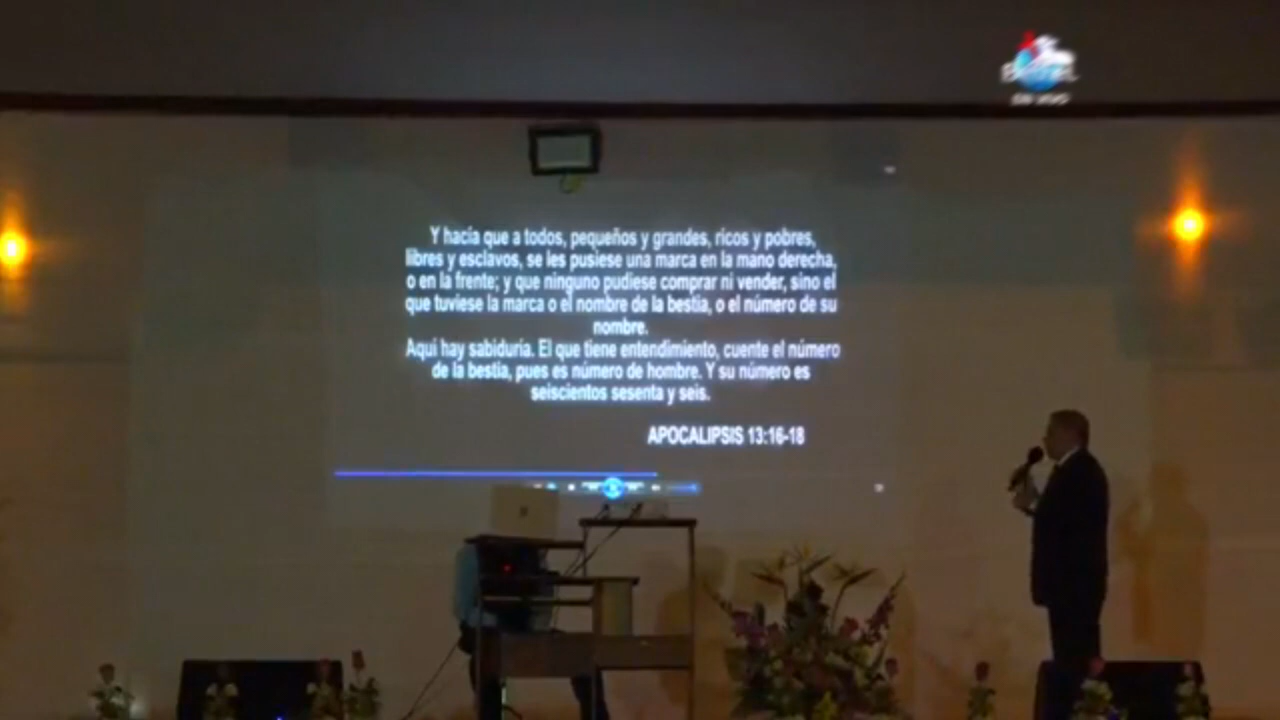 EN VIVO
Y hacía que a todos, pequeños y grandes, ricos y pobres,
libres y esclavos, se les pusiese una marca en la mano derecha,
o en la frente; y que ninguno pudiese comprar ni vender, sino el
que tuviese la marca o el nombre de la bestia, o el número de su
nombre.
Aquí hay sabiduría. El que tiene entendimiento, cuente el número
de la bestia, pues es número de hombre. Y su número es
seiscientos sesenta y seis.
APOCALIPSIS 13:16-18